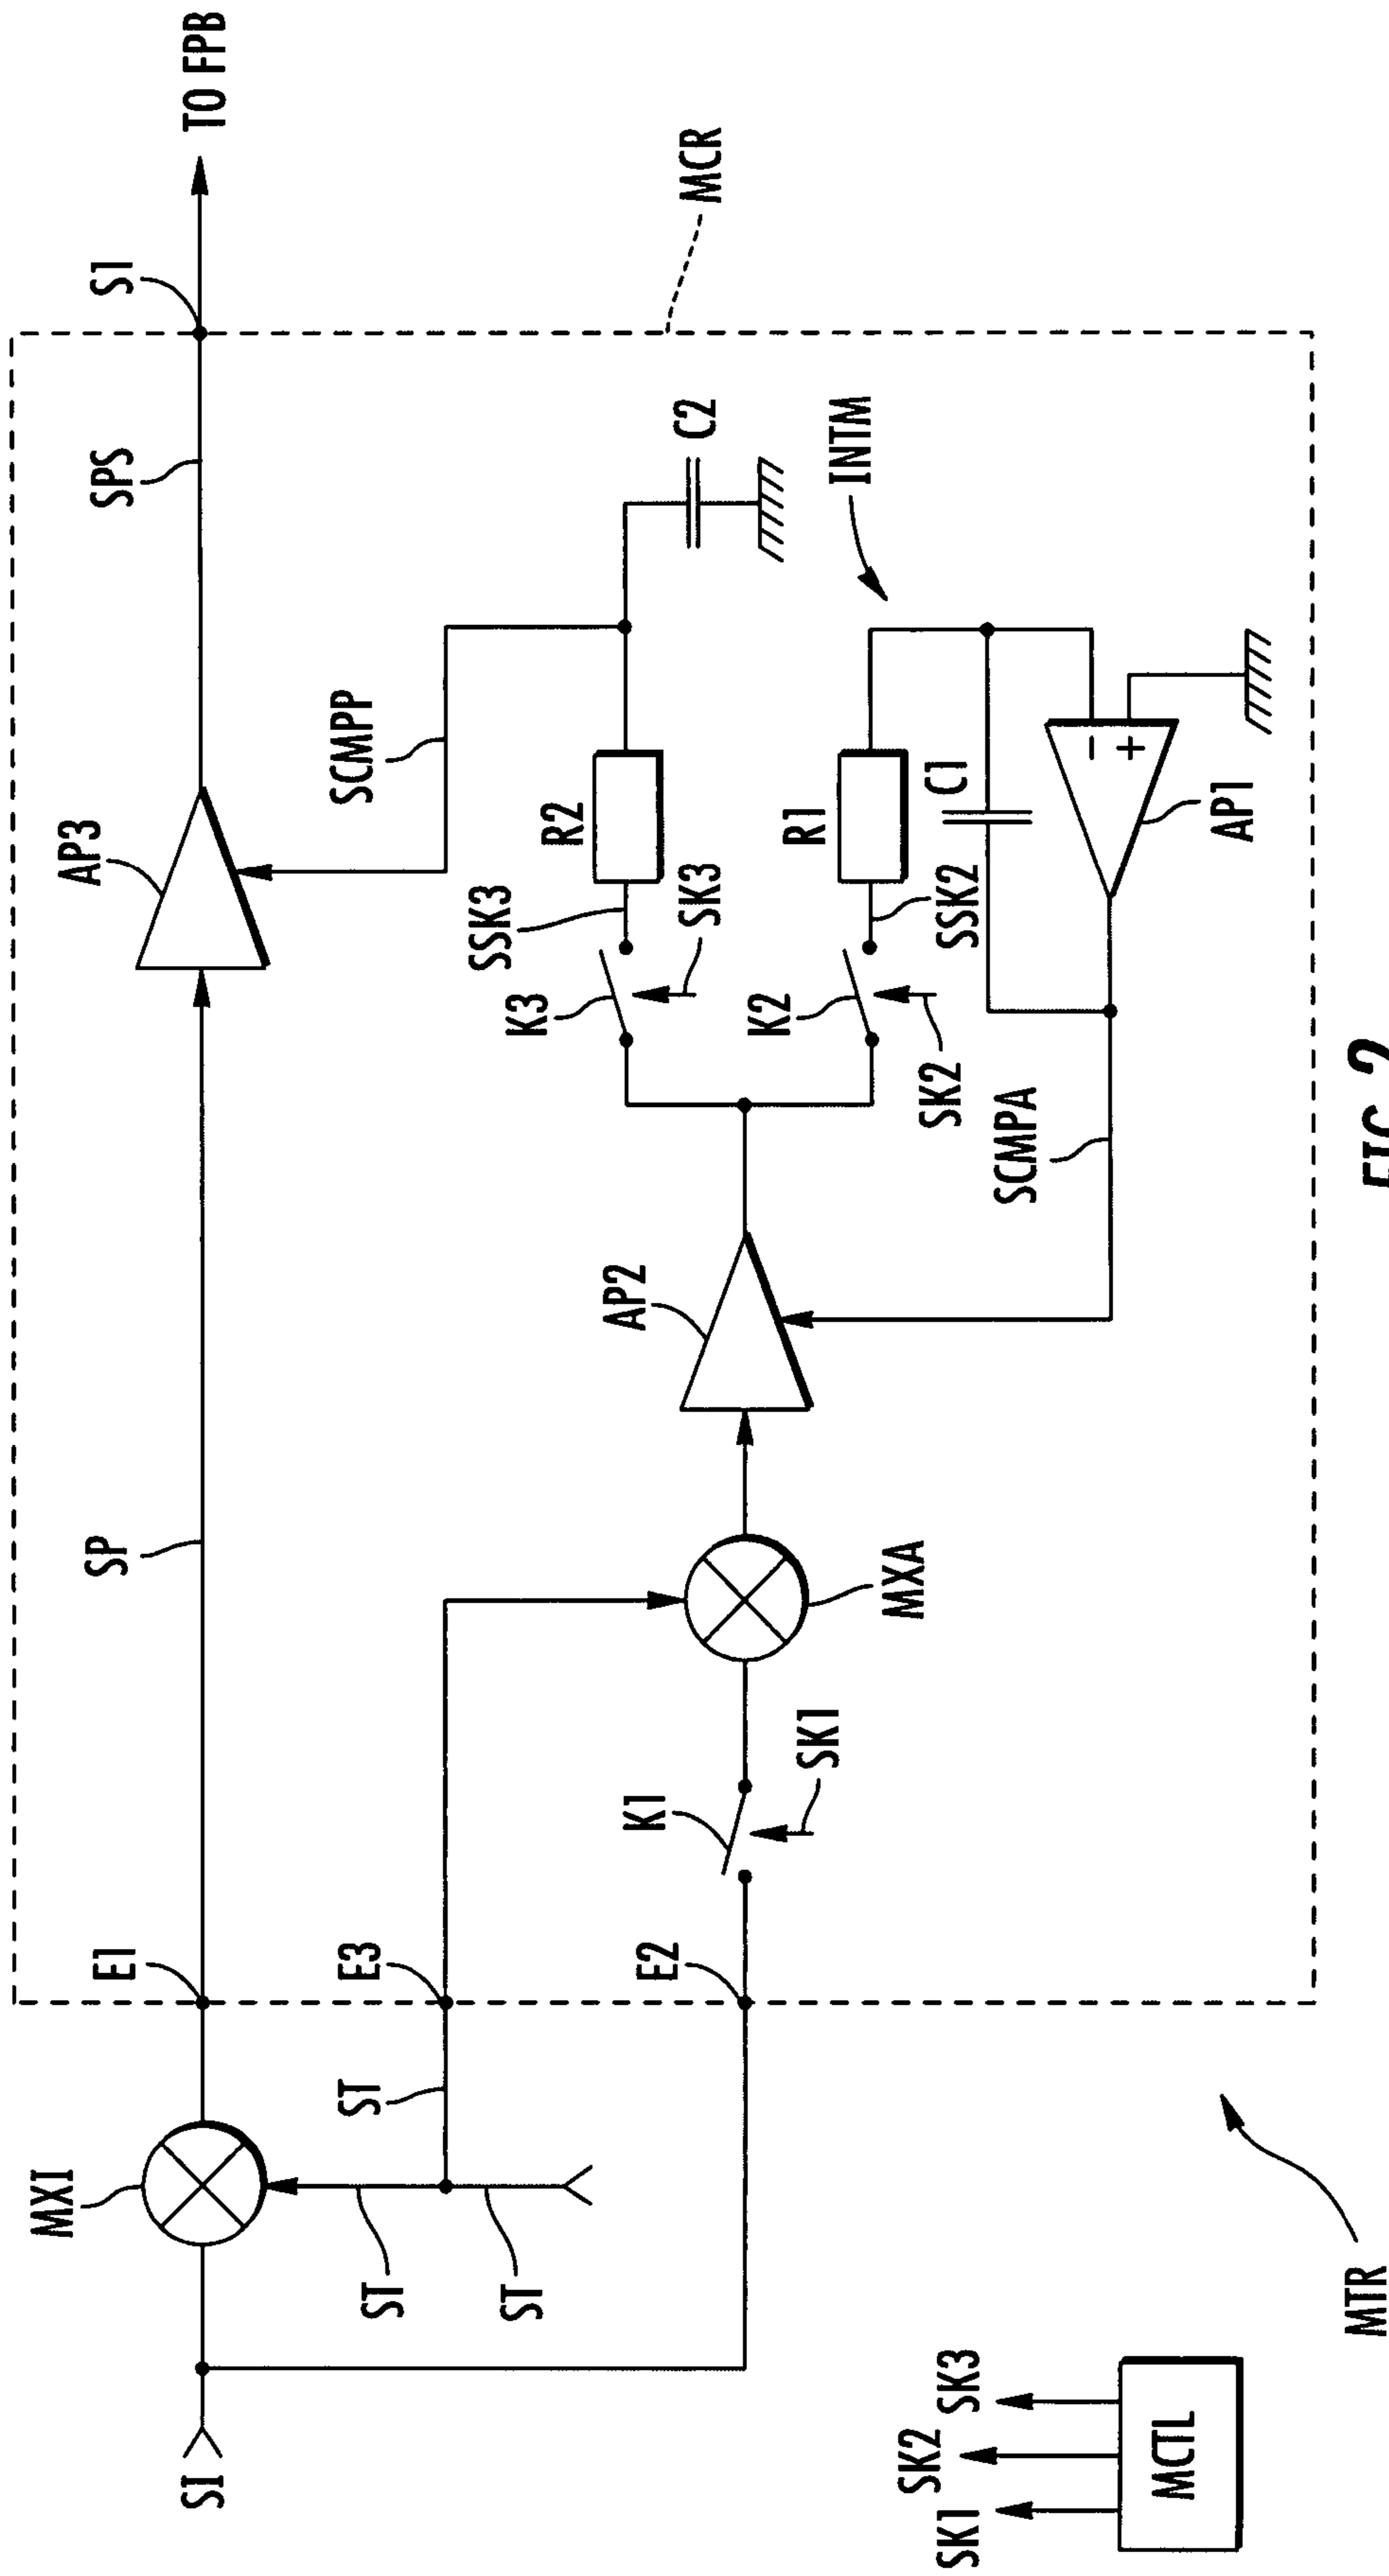 MXI
E1
SP
AP3
SPS
S1
TO FPB
SI
ST
ST
ST
E3
E2
K1
SK1
MXA
AP2
K3
SSK3
SK3
R2
SCMPP
C2
MCR
K2
SK2
SSK2
R1
INTM
C1
SCMPA
−
+
AP1
SK1
SK2
SK3
MCTL
MTR
FIG. 2